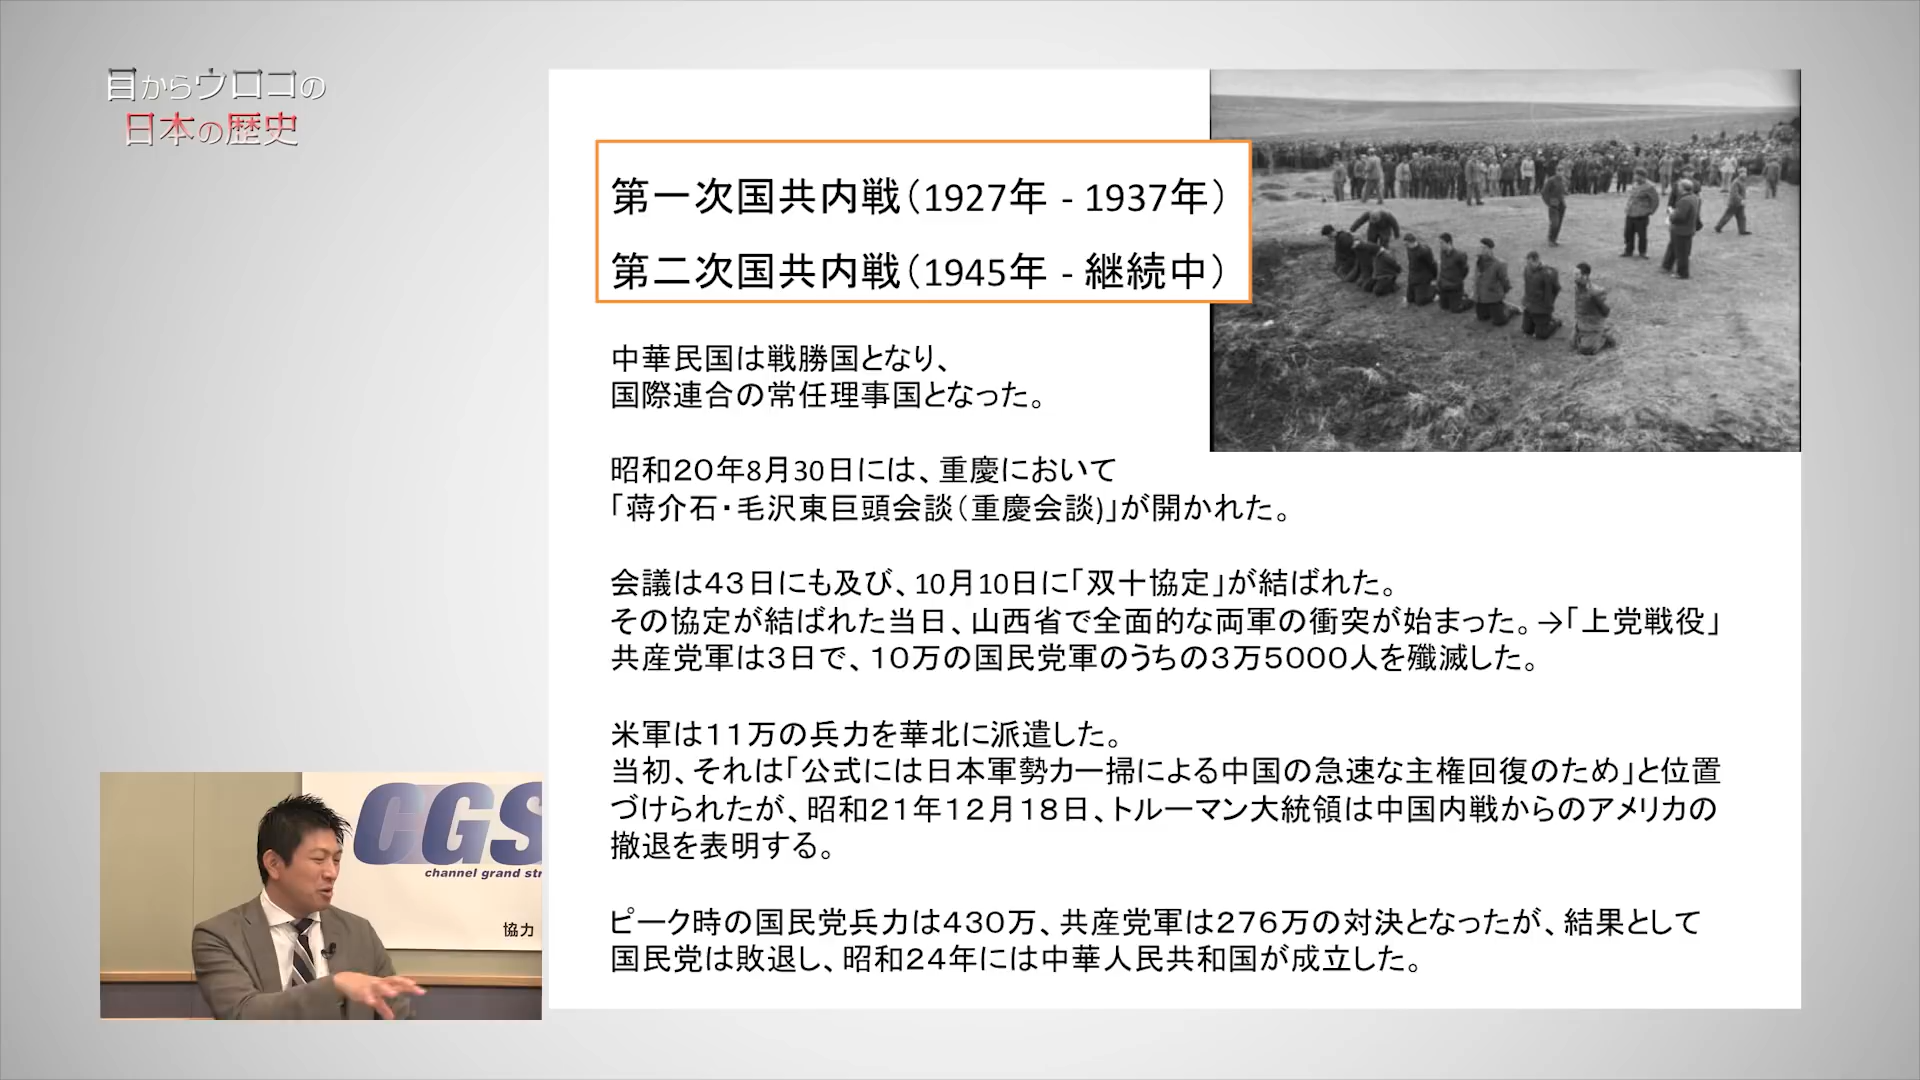 目からウロコの
日本の歴史
第一次国共内戦（1927年 - 1937年）
第二次国共内戦（1945年 - 継続中）
中華民国は戦勝国となり、
国際連合の常任理事国となった。
昭和２０年8月30日には、重慶において
「蒋介石・毛沢東巨頭会談（重慶会談)」が開かれた。
会議は４３日にも及び、10月10日に「双十協定」が結ばれた。
その協定が結ばれた当日、山西省で全面的な両軍の衝突が始まった。→「上党戦役」
共産党軍は３日で、１０万の国民党軍のうちの３万５０００人を殲滅した。
米軍は１１万の兵力を華北に派遣した。
当初、それは「公式には日本軍勢力一掃による中国の急速な主権回復のため」と位置
づけられたが、昭和２１年１２月１８日、トルーマン大統領は中国内戦からのアメリカの
撤退を表明する。
ピーク時の国民党兵力は４３０万、共産党軍は２７６万の対決となったが、結果として
国民党は敗退し、昭和２４年には中華人民共和国が成立した。
CGS
channel grand str
協力